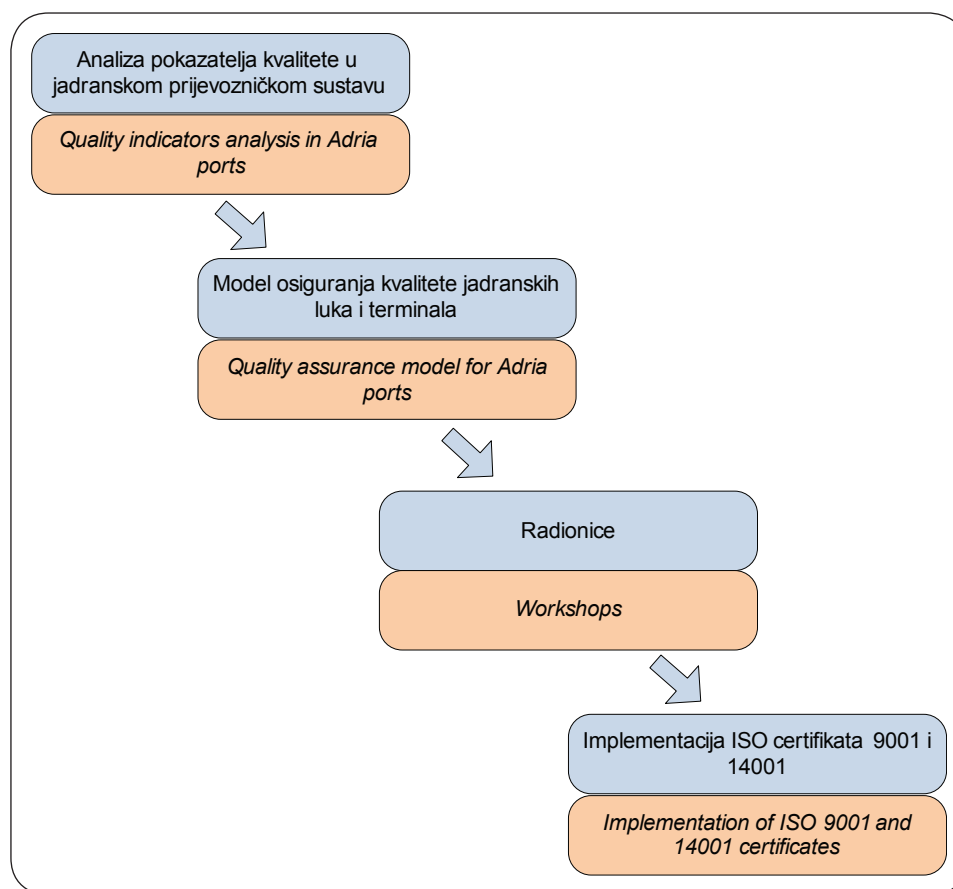 Analiza pokazatelja kvalitete u
jadranskom prijevozničkom sustavu
Quality indicators analysis in Adria
ports
Model osiguranja kvalitete jadranskih
luka i terminala
Quality assurance model for Adria
ports
Radionice
Workshops
Implementacija ISO certifikata 9001 i
14001
Implementation of ISO 9001 and
14001 certificates